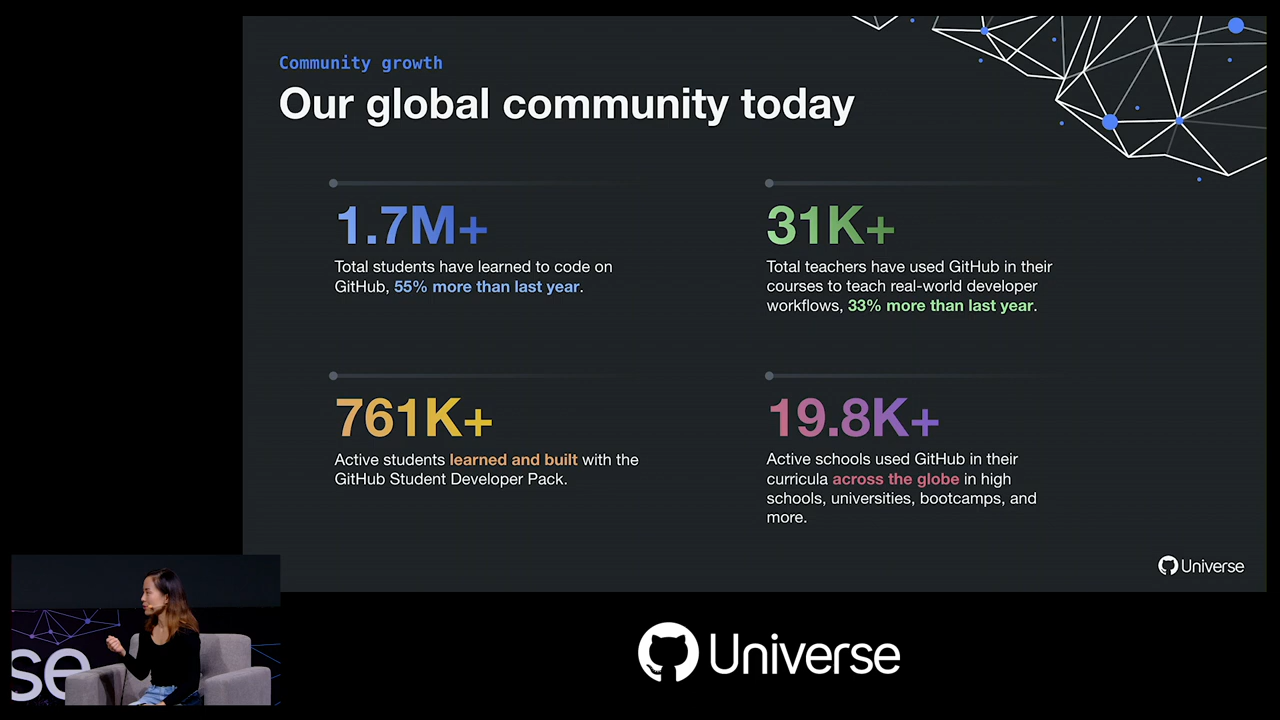 Community growth
Our global community today
1.7M+
Total students have learned to code on
GitHub, 55% more than last year.
31K+
Total teachers have used GitHub in their
courses to teach real-world developer
workflows, 33% more than last year.
761K+
Active students learned and built with the
GitHub Student Developer Pack.
19.8K+
Active schools used GitHub in their
curricula across the globe in high
schools, universities, bootcamps, and
more.
Universe
se
Universe